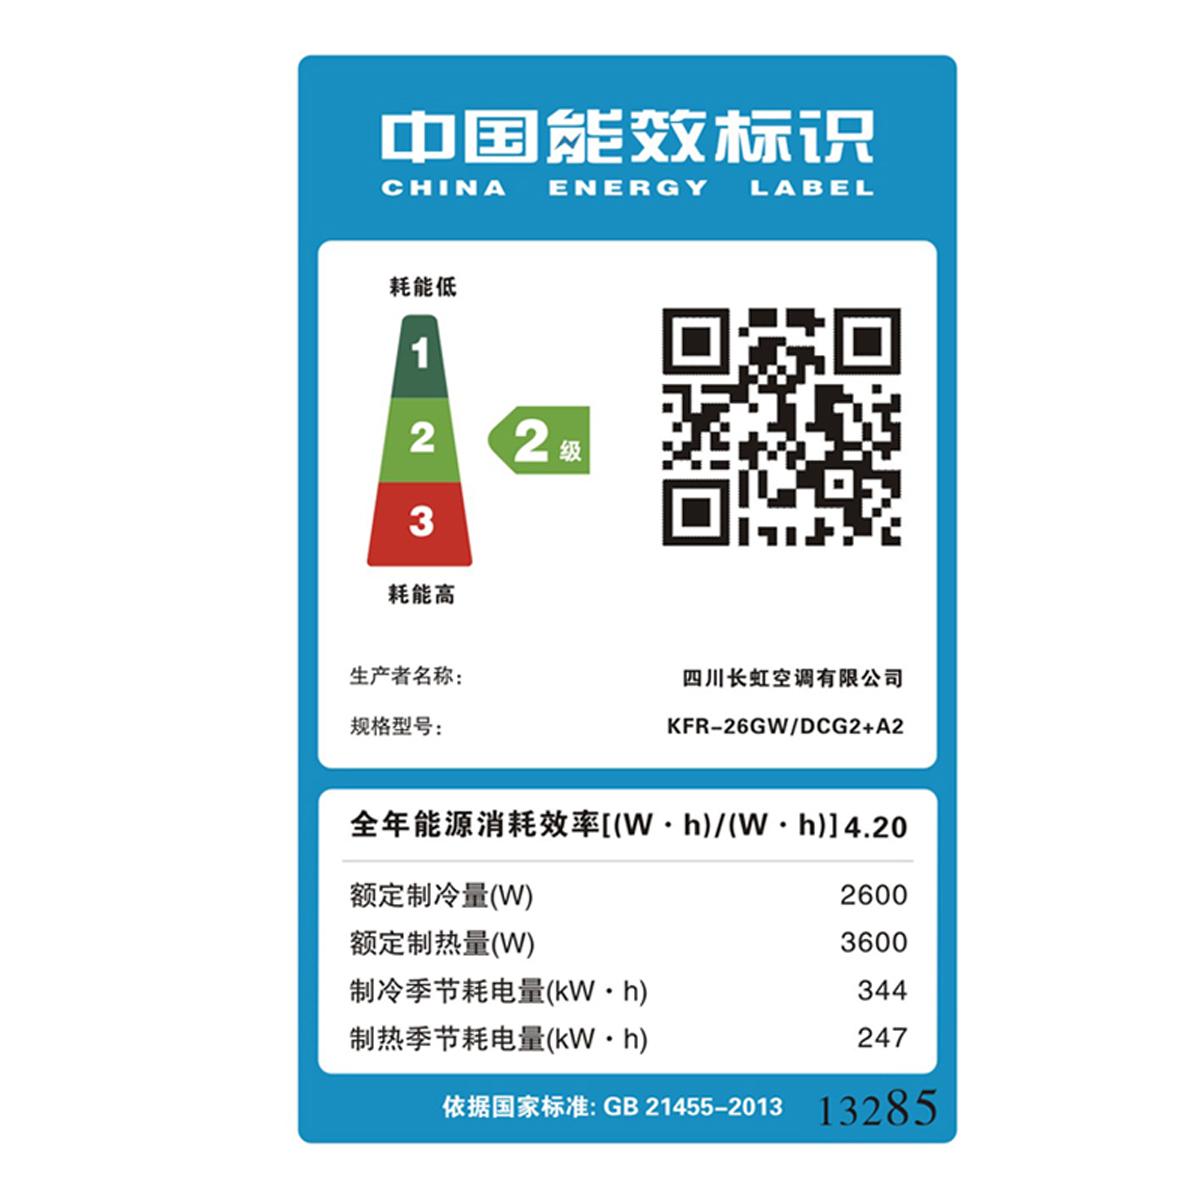 中国能效标识
CHINA ENERGY LABEL
耗能低
1
2
2级
3
耗能高
生产者名称: 四川长虹空调有限公司
规格型号: KFR-26GW/DCG2+A2
全年能源消耗效率[(W·h)/(W·h)] 4.20
额定制冷量(W) 2600
额定制热量(W) 3600
制冷季节耗电量(kW·h) 344
制热季节耗电量(kW·h) 247
依据国家标准: GB 21455-2013 13285